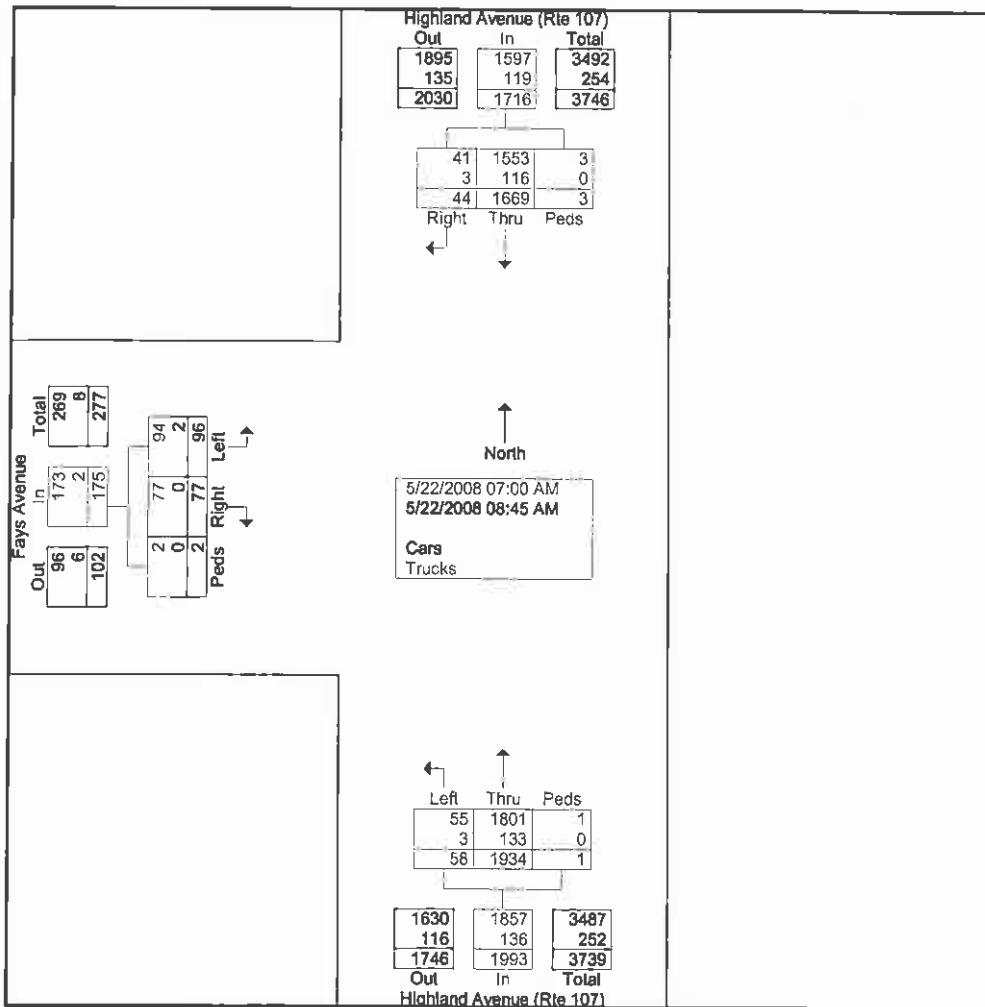 Highland Avenue (Rte 107)
Out In Total
1895 1597 3492
135 119 254
2030 1716 3746
41 1553 3
3 116 0
44 1669 3
Right Thru Peds
Fays Avenue
Out In Total
96 173 269
6 2 8
102 175 277
2 77 94
0 0 2
2 77 96
Peds Right Left
North
5/22/2008 07:00 AM
5/22/2008 08:45 AM
Cars
Trucks
Left Thru Peds
55 1801 1
3 133 0
58 1934 1
1630 1857 3487
116 136 252
1746 1993 3739
Out In Total
Highland Avenue (Rte 107)